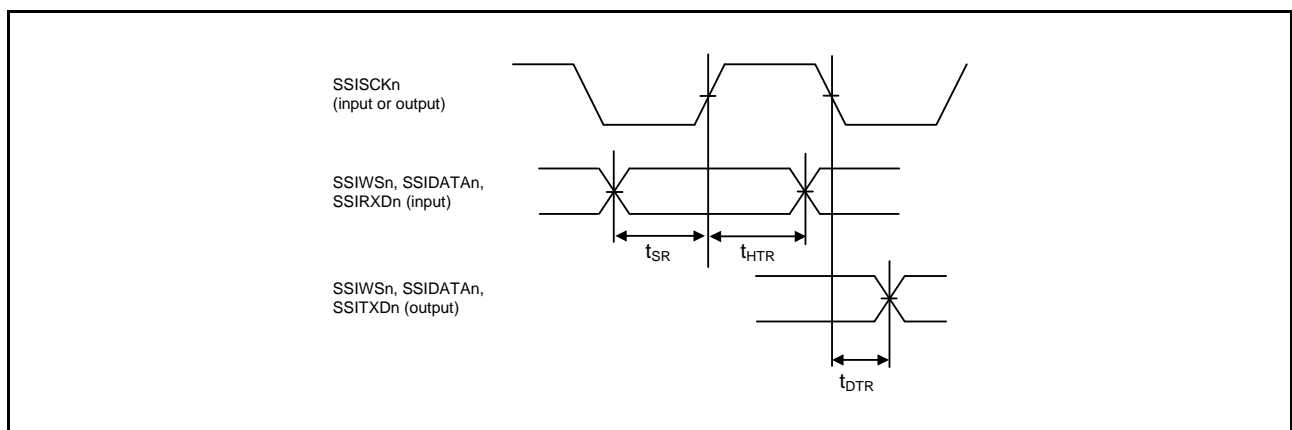 SSISCKn
(input or output)
SSIWSn, SSIDATAn,
SSIRXDn (input)
tSR
tHTR
SSIWSn, SSIDATAn,
SSITXDn (output)
tDTR